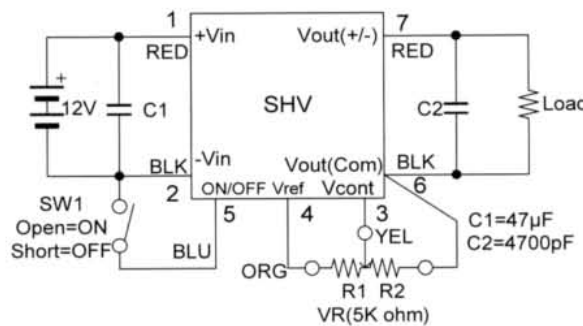 1
7
+Vin
Vout(+/-)
RED
RED
+
12V
C1
SHV
C2
Load
BLK
-Vin
Vout(Com)
BLK
2
ON/OFF
Vref
Vcont
6
SW1
Open=ON
Short=OFF
5
4
3
BLU
YEL
C1=47μF
C2=4700pF
ORG
R1
R2
VR(5K ohm)